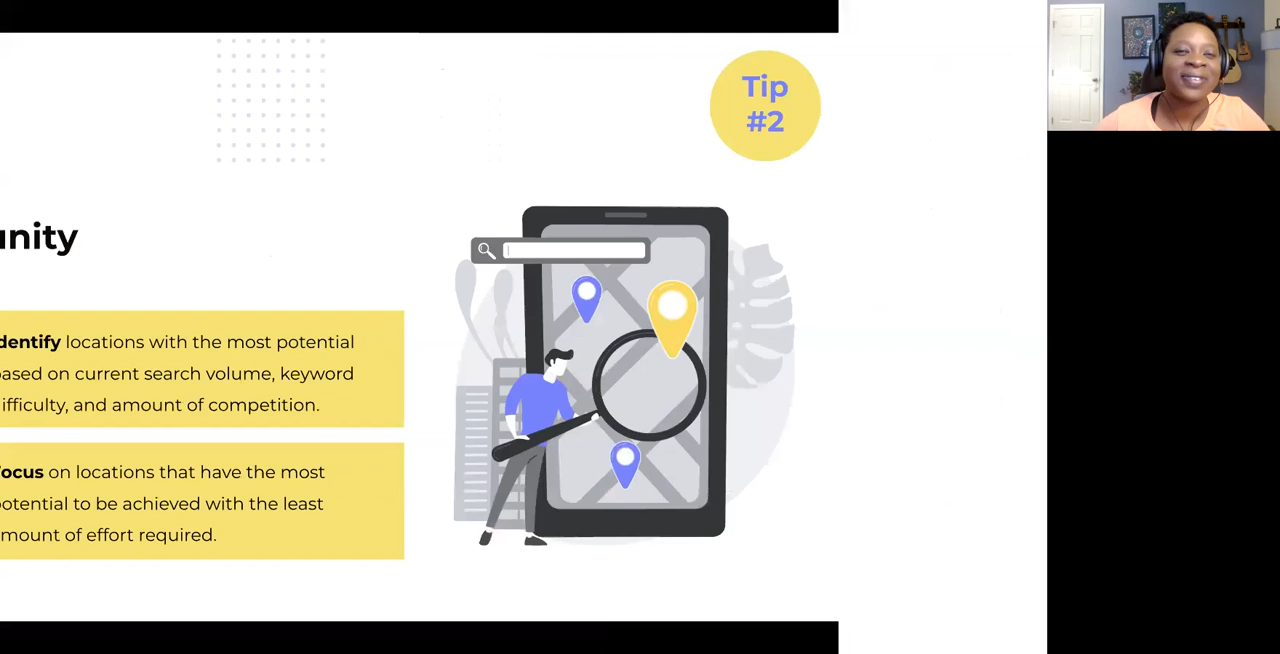 Tip
#2
unity
dentify locations with the most potential
ased on current search volume, keyword
ifficulty, and amount of competition.
ocus on locations that have the most
otential to be achieved with the least
mount of effort required.